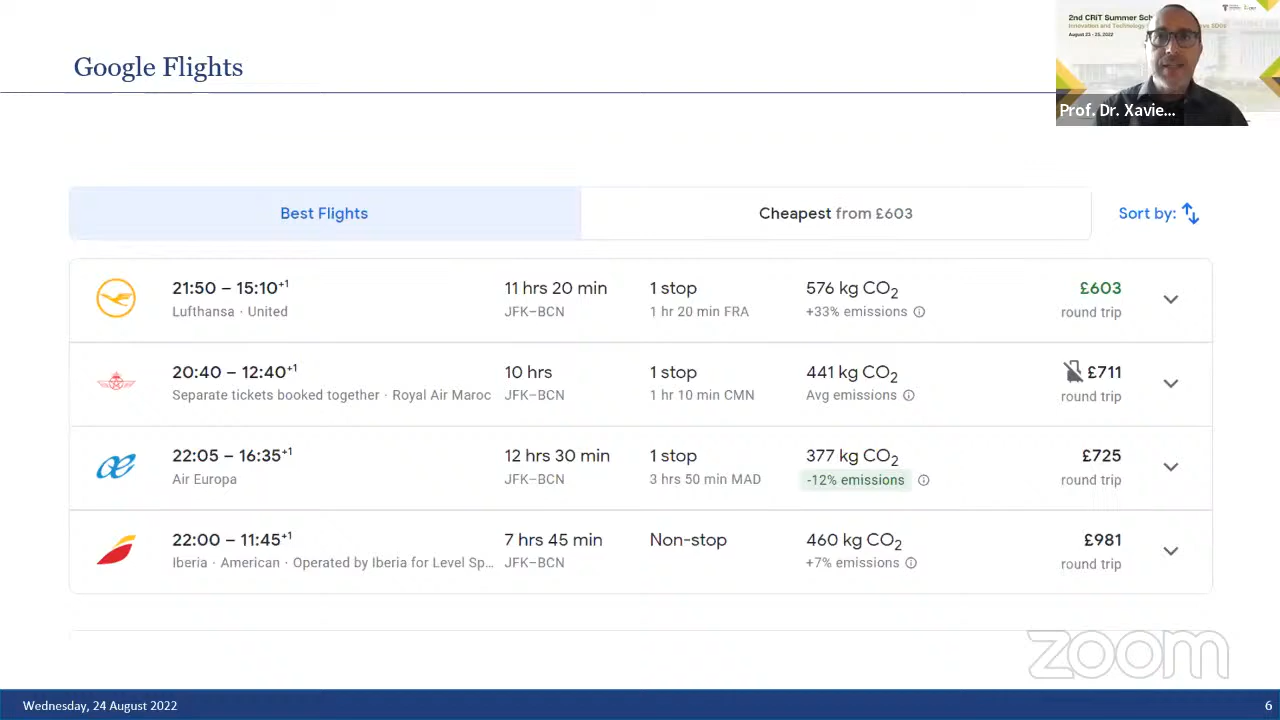 2nd CRiT Summer Sch
August 23 - 25, 2022
Prof. Dr. Xavie...
Google Flights
Best Flights
Cheapest from £603
Sort by:
21:50 – 15:10+1
11 hrs 20 min
1 stop
576 kg CO2
£603
Lufthansa · United
JFK–BCN
1 hr 20 min FRA
+33% emissions
round trip
20:40 – 12:40+1
10 hrs
1 stop
441 kg CO2
£711
Separate tickets booked together · Royal Air Maroc
JFK–BCN
1 hr 10 min CMN
Avg emissions
round trip
22:05 – 16:35+1
12 hrs 30 min
1 stop
377 kg CO2
£725
Air Europa
JFK–BCN
3 hrs 50 min MAD
-12% emissions
round trip
22:00 – 11:45+1
7 hrs 45 min
Non-stop
460 kg CO2
£981
Iberia · American · Operated by Iberia for Level Sp...
JFK–BCN
+7% emissions
round trip
zoom
Wednesday, 24 August 2022
6